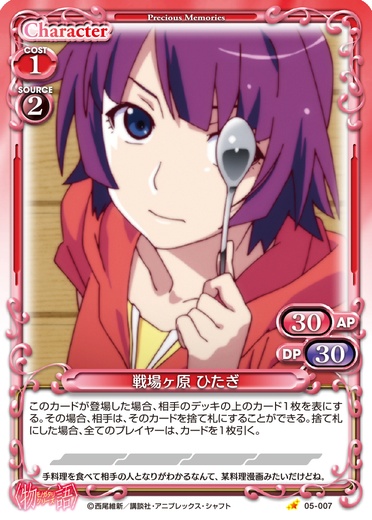 Precious Memories
Character
COST
1
SOURCE
2
30 AP
DP 30
戦場ヶ原 ひたぎ
このカードが登場した場合、相手のデッキの上のカード1枚を表にす
る。その場合、相手は、そのカードを捨て札にすることができる。捨て札
にした場合、全てのプレイヤーは、カードを1枚引く。
手料理を食べて相手の人となりがわかるなんて、某料理漫画みたいだけどね。
物語
©西尾維新／講談社・アニプレックス・シャフト
05-007